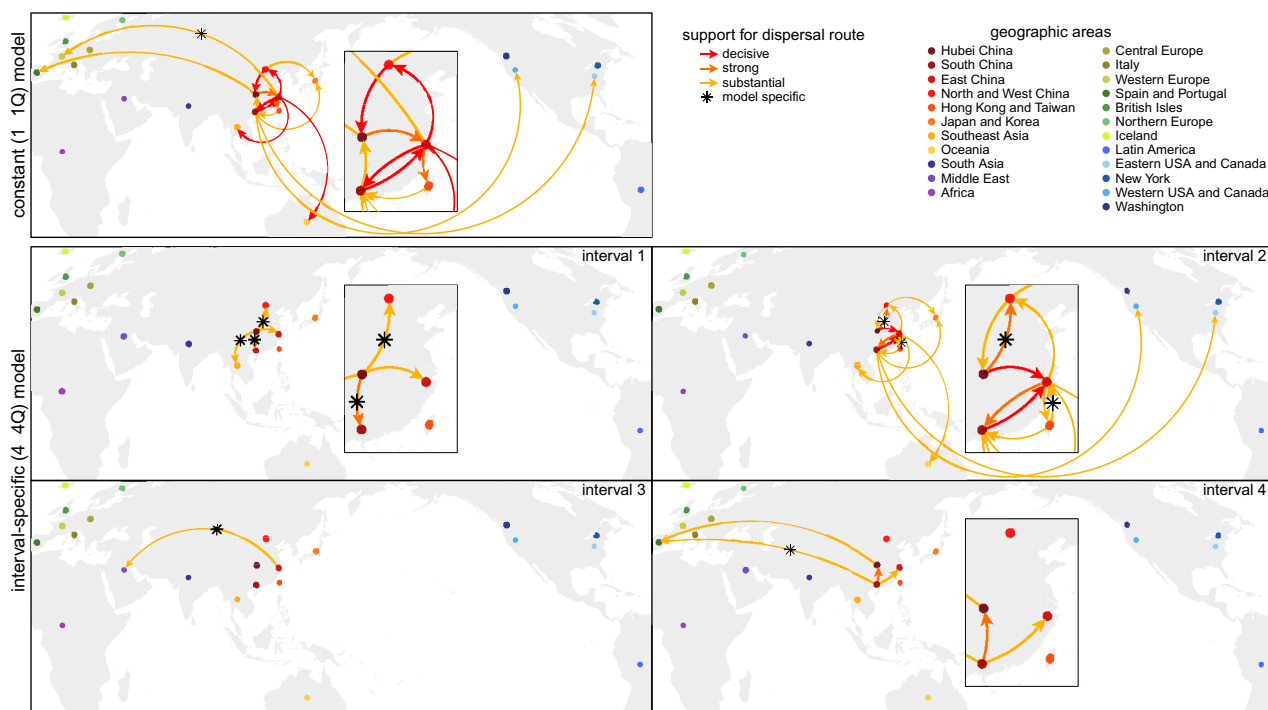 constant (1 1Q) model
support for dispersal route
decisive
strong
substantial
model specific
geographic areas
Hubei China
South China
East China
North and West China
Hong Kong and Taiwan
Japan and Korea
Southeast Asia
Oceania
South Asia
Middle East
Africa
Central Europe
Italy
Western Europe
Spain and Portugal
British Isles
Northern Europe
Iceland
Latin America
Eastern USA and Canada
New York
Western USA and Canada
Washington
interval-specific (4 4Q) model
interval 1
interval 2
interval 3
interval 4